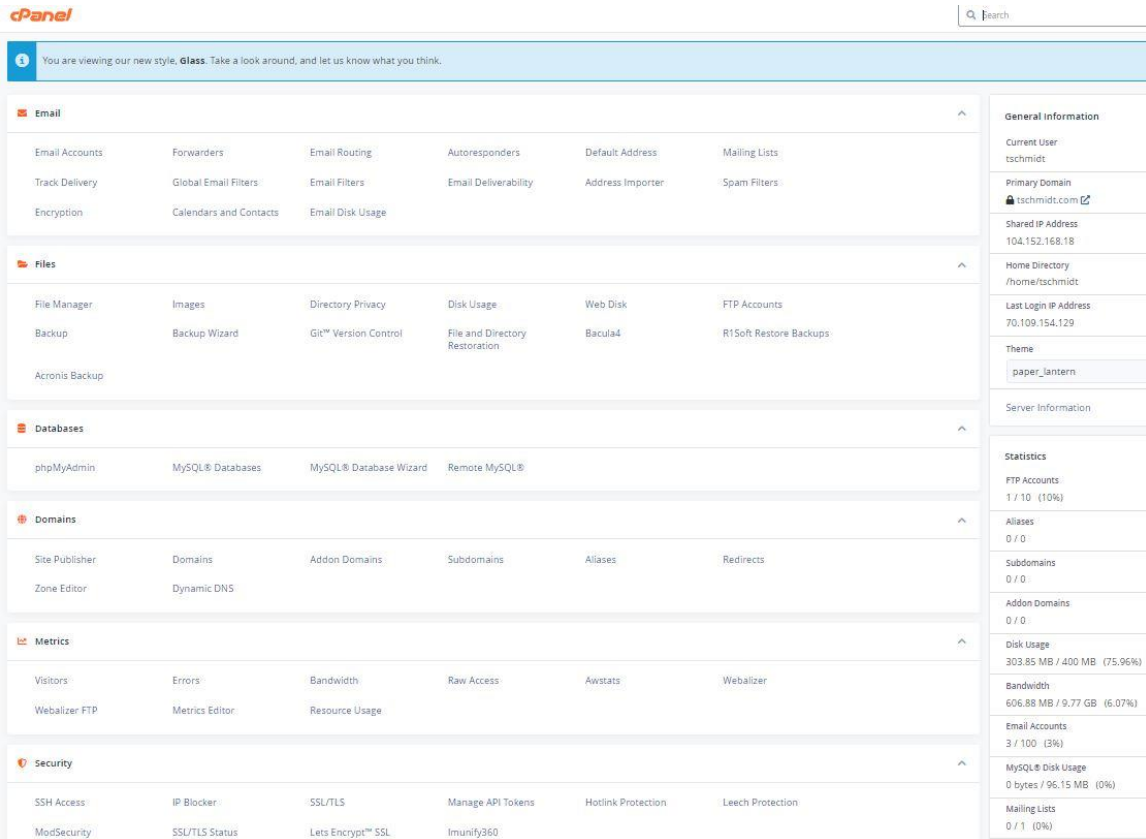 cPanel
Search
You are viewing our new style, Glass. Take a look around, and let us know what you think.
Email
Email Accounts Forwarders Email Routing Autoresponders Default Address Mailing Lists
Track Delivery Global Email Filters Email Filters Email Deliverability Address Importer Spam Filters
Encryption Calendars and Contacts Email Disk Usage
Files
File Manager Images Directory Privacy Disk Usage Web Disk FTP Accounts
Backup Backup Wizard Git™ Version Control File and Directory Restoration Bacula4 R1Soft Restore Backups
Acronis Backup
Databases
phpMyAdmin MySQL® Databases MySQL® Database Wizard Remote MySQL®
Domains
Site Publisher Domains Addon Domains Subdomains Aliases Redirects
Zone Editor Dynamic DNS
Metrics
Visitors Errors Bandwidth Raw Access Awstats Webalizer
Webalizer FTP Metrics Editor Resource Usage
Security
SSH Access IP Blocker SSL/TLS Manage API Tokens Hotlink Protection Leech Protection
ModSecurity SSL/TLS Status Lets Encrypt™ SSL Imunify360
General Information
Current User
tschmidt
Primary Domain
tschmidt.com
Shared IP Address
104.152.168.18
Home Directory
/home/tschmidt
Last Login IP Address
70.109.154.129
Theme
paper_lantern
Server Information
Statistics
FTP Accounts
1 / 10 (10%)
Aliases
0 / 0
Subdomains
0 / 0
Addon Domains
0 / 0
Disk Usage
303.85 MB / 400 MB (75.96%)
Bandwidth
606.88 MB / 9.77 GB (6.07%)
Email Accounts
3 / 100 (3%)
MySQL® Disk Usage
0 bytes / 96.15 MB (0%)
Mailing Lists
0 / 1 (0%)